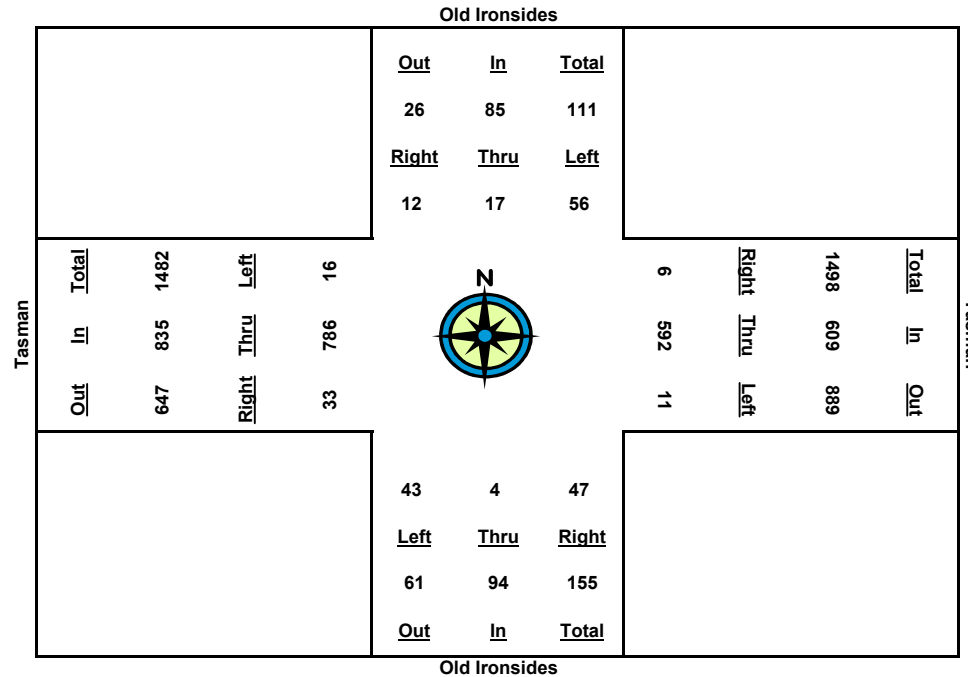 Old Ironsides
Out In Total
26 85 111
Right Thru Left
12 17 56
Tasman
Total 1482 Left 16
In 835 Thru 786
Out 647 Right 33
N
6 Right 1498 Total
592 Thru 609 In
11 Left 889 Out
43 4 47
Left Thru Right
61 94 155
Out In Total
Old Ironsides